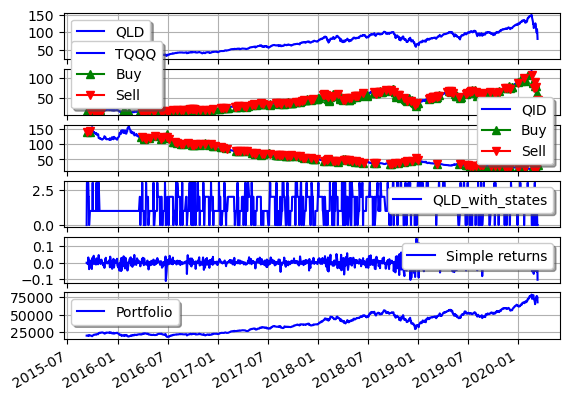 150
100
50
QLD
TQQQ
Buy
Sell
100
50
QID
Buy
Sell
150
100
50
2.5
0.0
QLD_with_states
0.1
0.0
−0.1
Simple returns
75000
50000
25000
Portfolio
2015-07
2016-01
2016-07
2017-01
2017-07
2018-01
2018-07
2019-01
2019-07
2020-01